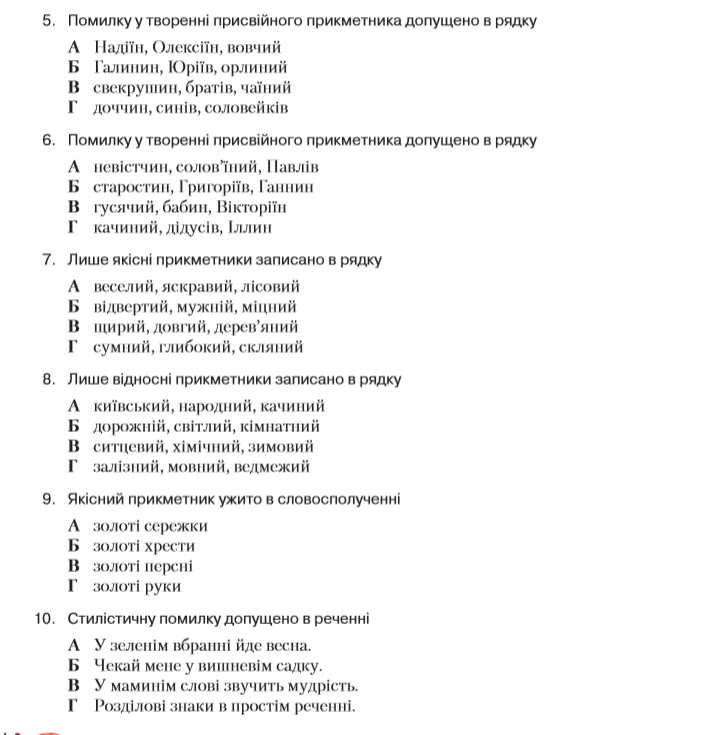 5. Помилку у творенні присвійного прикметника допущено в рядку
А Надіїн, Олексіїн, вовчий
Б Галинин, Юріїв, орлиний
В свекрушин, братів, чаїний
Г доччин, синів, соловейків
6. Помилку у творенні присвійного прикметника допущено в рядку
А невістчин, солов’їний, Павлів
Б старостин, Григоріїв, Ганнин
В гусячий, бабин, Вікторіїн
Г качиний, дідусів, Іллин
7. Лише якісні прикметники записано в рядку
А веселий, яскравий, лісовий
Б відвертий, мужній, міцний
В щирий, довгий, дерев’яний
Г сумний, глибокий, скляний
8. Лише відносні прикметники записано в рядку
А київський, народний, качиний
Б дорожній, світлий, кімнатний
В ситцевий, хімічний, зимовий
Г залізний, мовний, ведмежий
9. Якісний прикметник ужито в словосполученні
А золоті сережки
Б золоті хрести
В золоті персні
Г золоті руки
10. Стилістичну помилку допущено в реченні
А У зеленім вбранні йде весна.
Б Чекай мене у вишневім садку.
В У маминім слові звучить мудрість.
Г Розділові знаки в простім реченні.